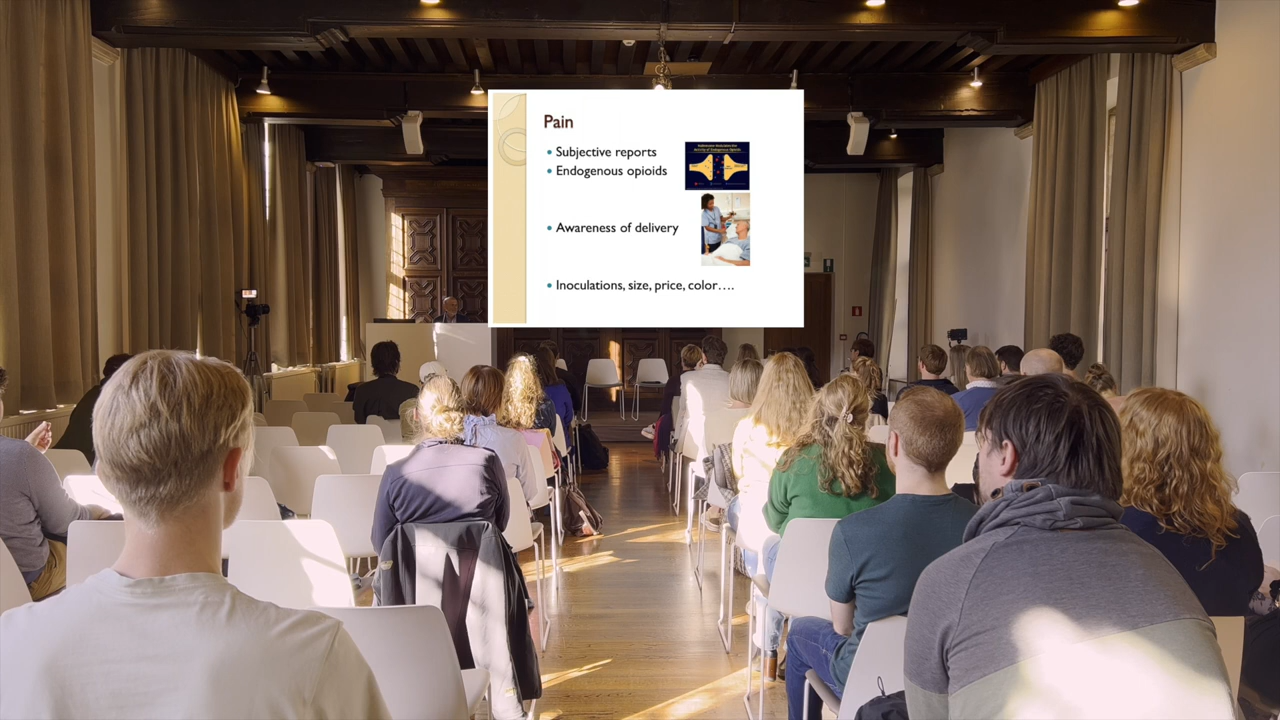 Pain
• Subjective reports
• Endogenous opioids
• Awareness of delivery
• Inoculations, size, price, color….